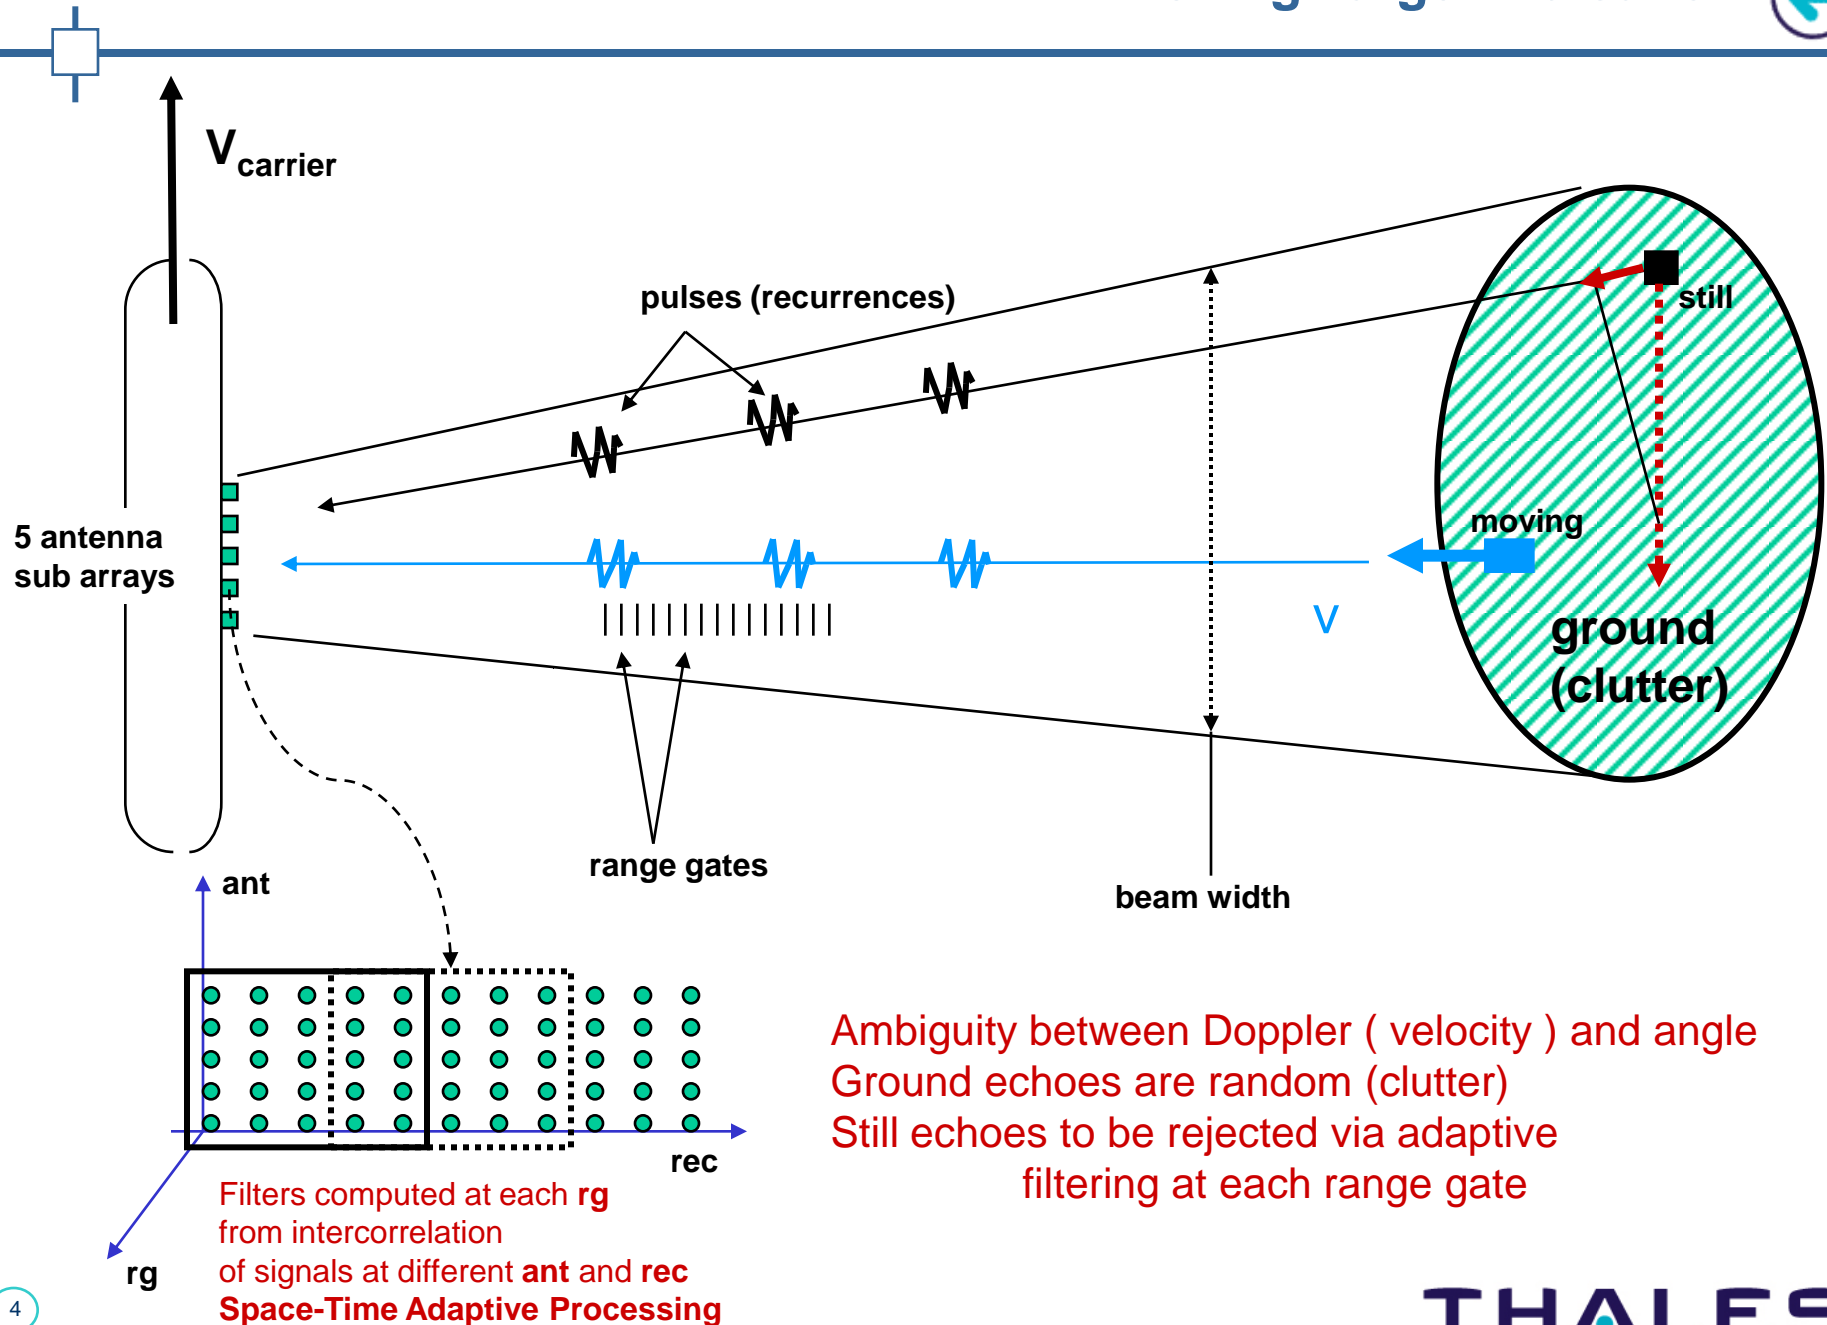 V carrier
pulses (recurrences)
still
5 antenna
sub arrays
moving
V
ground
(clutter)
range gates
beam width
ant
rec
rg
Ambiguity between Doppler ( velocity ) and angle
Ground echoes are random (clutter)
Still echoes to be rejected via adaptive
filtering at each range gate
Filters computed at each rg
from intercorrelation
of signals at different ant and rec
Space-Time Adaptive Processing
4
THALES